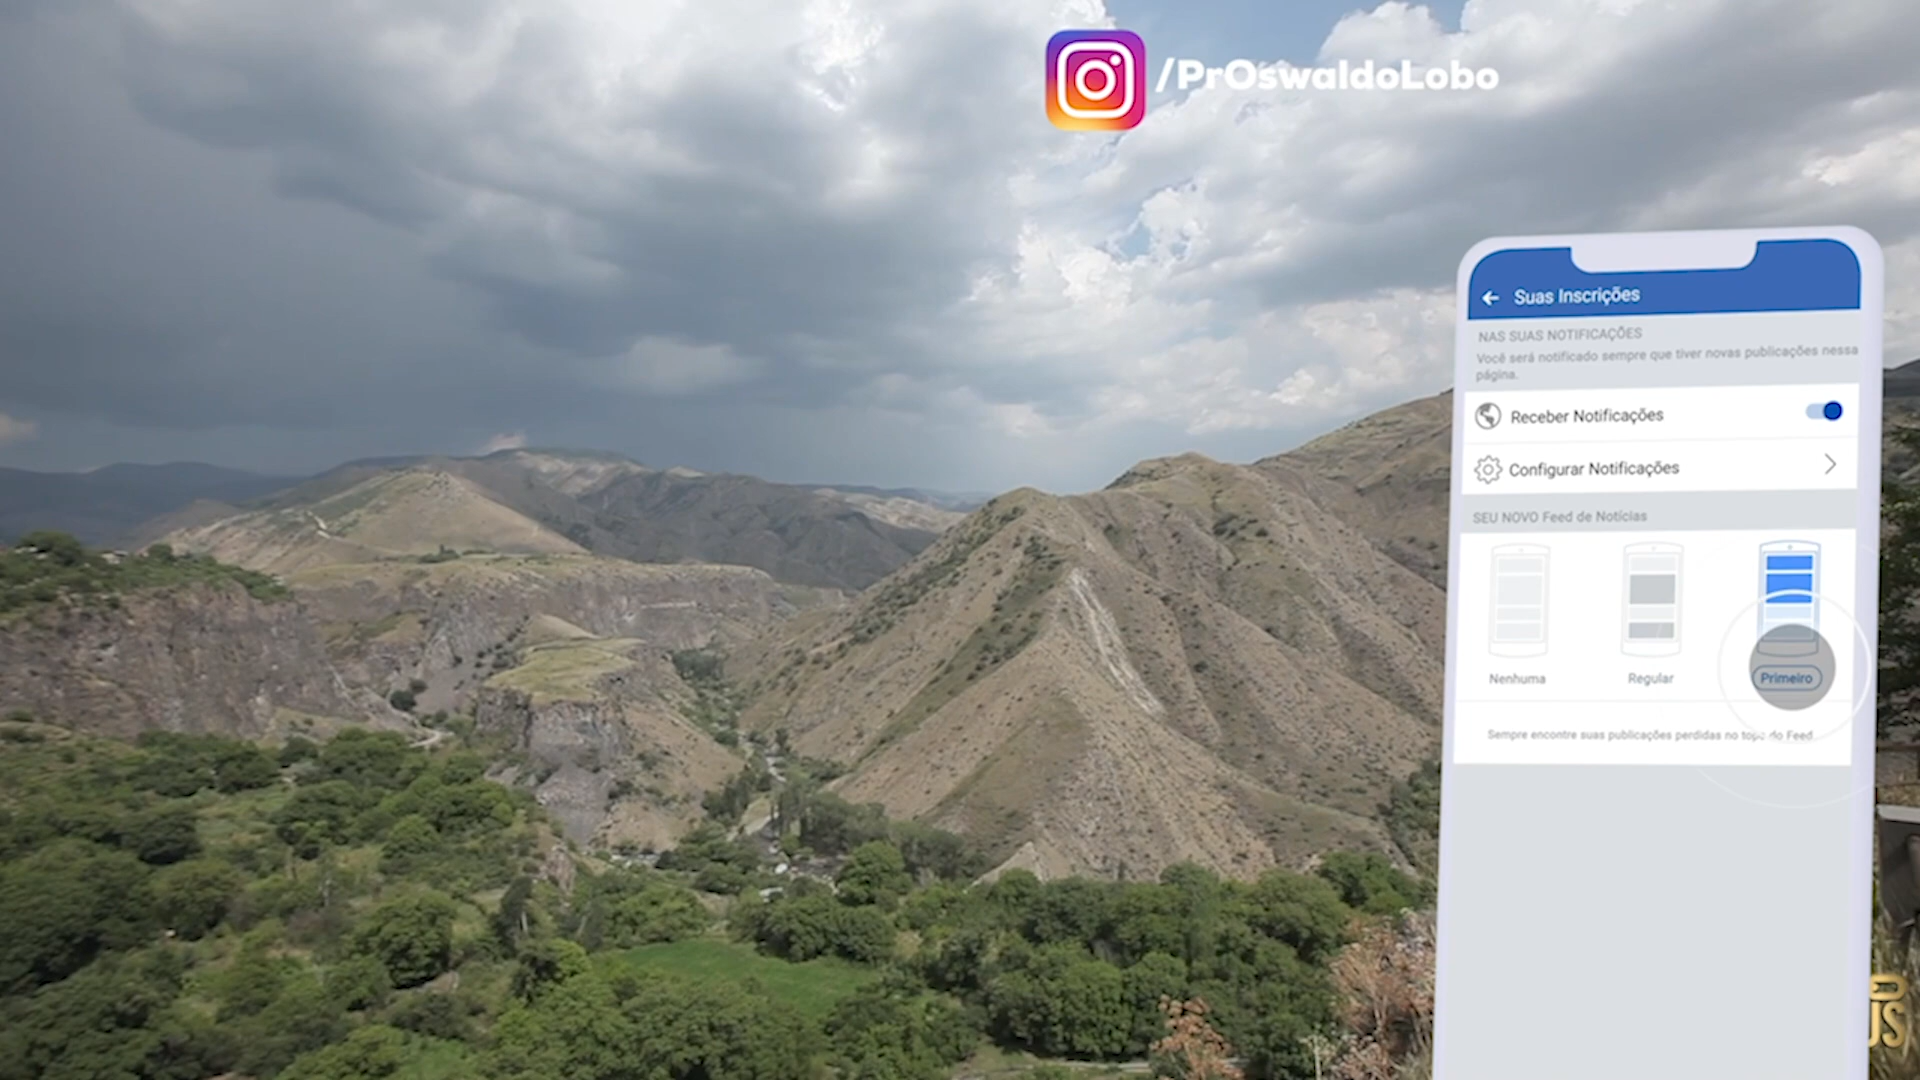 /PrOswaldoLobo
Suas Inscrições
NAS SUAS NOTIFICAÇÕES
Você será notificado sempre que tiver novas publicações nessa
página.
Receber Notificações
Configurar Notificações
SEU NOVO Feed de Notícias
Nenhuma
Regular
Primeiro
Sempre encontre suas publicações perdidas no topo do Feed